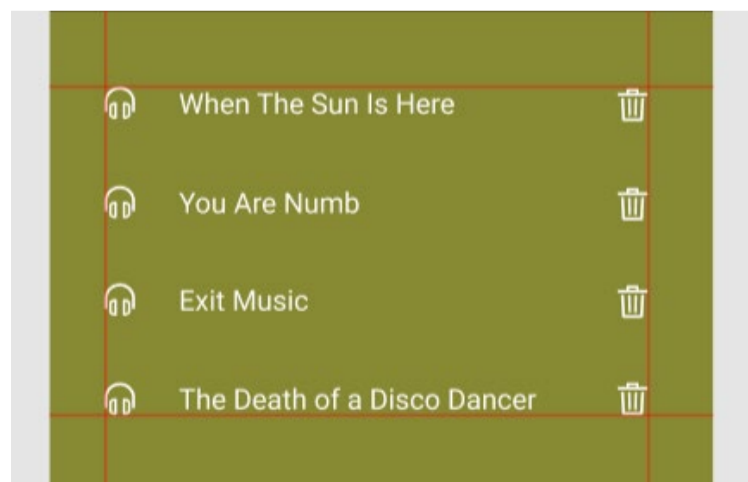 When The Sun Is Here
You Are Numb
Exit Music
The Death of a Disco Dancer